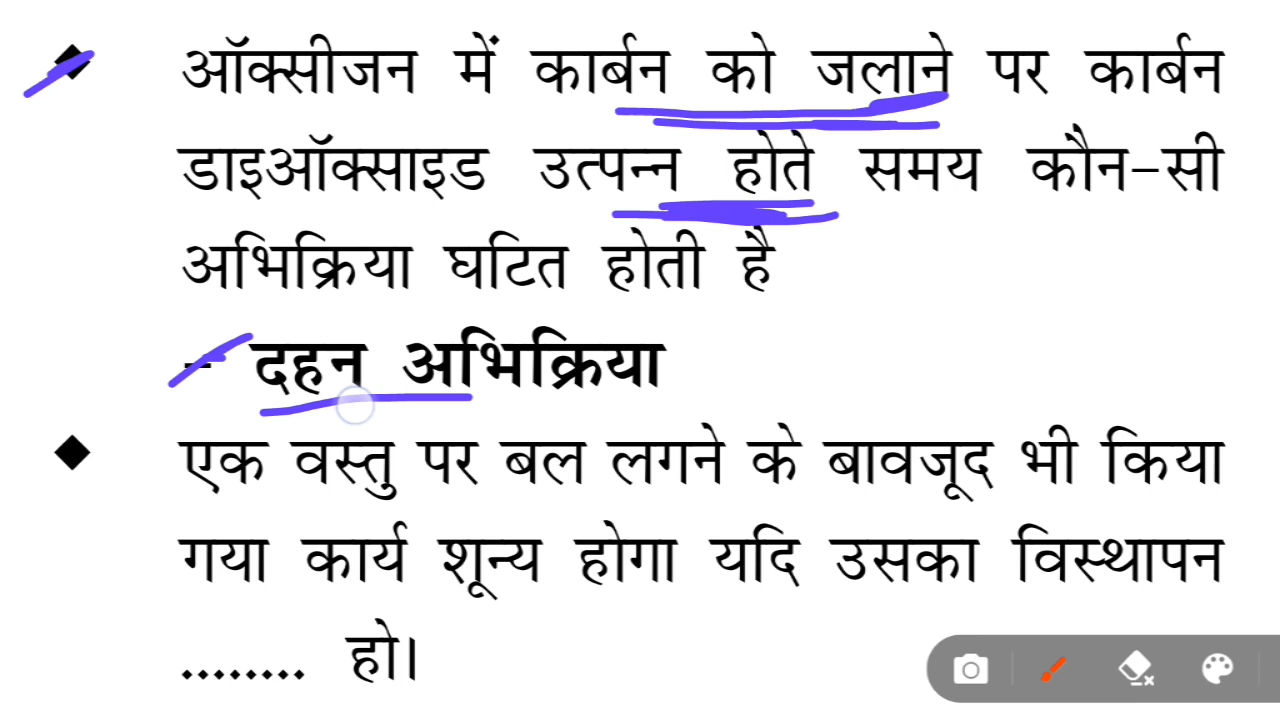 ऑक्सीजन में कार्बन को जलाने पर कार्बन
डाइऑक्साइड उत्पन्न होते समय कौन-सी
अभिक्रिया घटित होती है
- दहन अभिक्रिया
एक वस्तु पर बल लगने के बावजूद भी किया
गया कार्य शून्य होगा यदि उसका विस्थापन
........ हो।